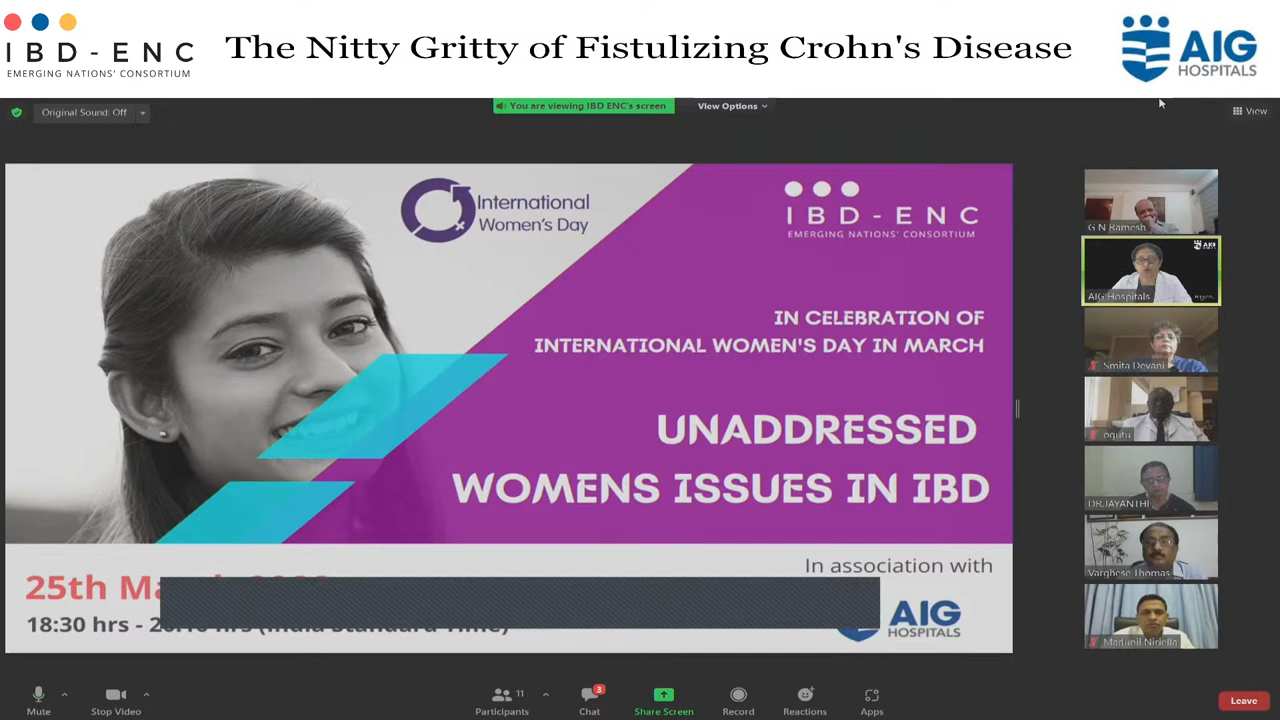 IBD-ENC
EMERGING NATIONS' CONSORTIUM
The Nitty Gritty of Fistulizing Crohn's Disease
AIG
HOSPITALS
Original Sound: Off
You are viewing IBD ENC's screen
View Options
View
International
Women's Day
IBD-ENC
EMERGING NATIONS' CONSORTIUM
IN CELEBRATION OF
INTERNATIONAL WOMEN'S DAY IN MARCH
UNADDRESSED
WOMENS ISSUES IN IBD
In association with
25th
18:30 hrs -
AIG
HOSPITALS
G N Ramesh
AIG Hospitals
Smita Devani
ogutu
DR.JAYANTHI
Varghese Thomas
Madunil Niriella
Mute
Stop Video
Participants
11
Chat
3
Share Screen
Record
Reactions
Apps
Leave